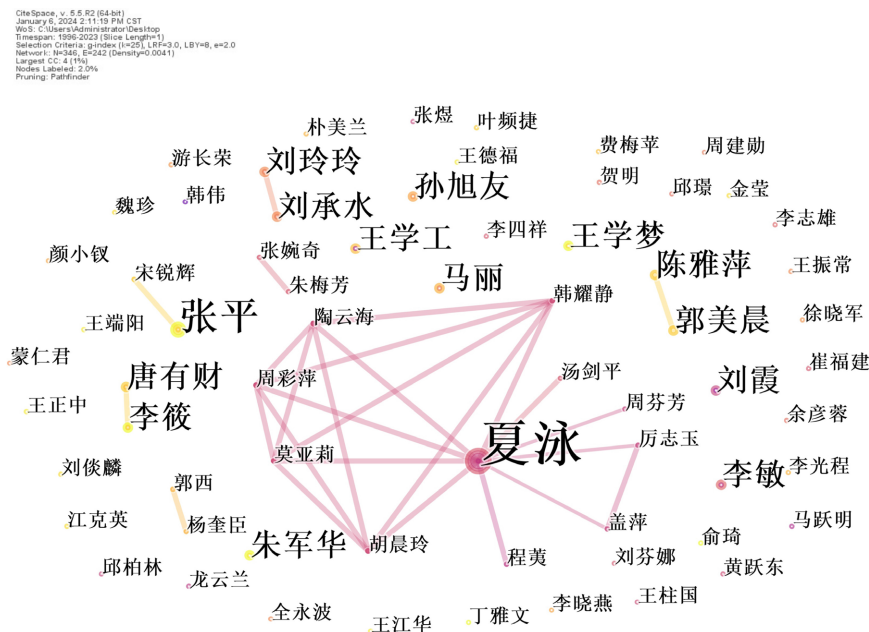 CiteSpace, v. 5.5.R2 (64-bit)
January 6, 2024 2:11:19 PM CST
WoS: C:\Users\Administrator\Desktop
Timespan: 1996-2023 (Slice Length=1)
Selection Criteria: g-index (k=25), LRF=3.0, LBY=8, e=2.0
Network: N=346, E=242 (Density=0.0041)
Largest CC: 4 (1%)
Nodes Labeled: 2.0%
Pruning: Pathfinder
张煜
叶频捷
朴美兰
费梅苹
周建勋
游长荣
刘玲玲
王德福
贺明
韩伟
孙旭友
邱璟
金莹
魏珍
刘承水
李四祥
李志雄
王学工
王学梦
颜小钗
张婉奇
陈雅萍
宋锐辉
马丽
王振常
朱梅芳
韩耀静
张平
陶云海
郭美晨
徐晓军
王端阳
蒙仁君
崔福建
唐有财
周彩萍
汤剑平
刘霞
王正中
李筱
周芬芳
余彦蓉
夏泳
厉志玉
莫亚莉
刘倓麟
李敏
李光程
郭西
江克英
杨奎臣
盖萍
马跃明
朱军华
胡晨玲
俞琦
程荑
刘芬娜
邱柏林
黄跃东
龙云兰
王柱国
李晓燕
全永波
丁雅文
王江华